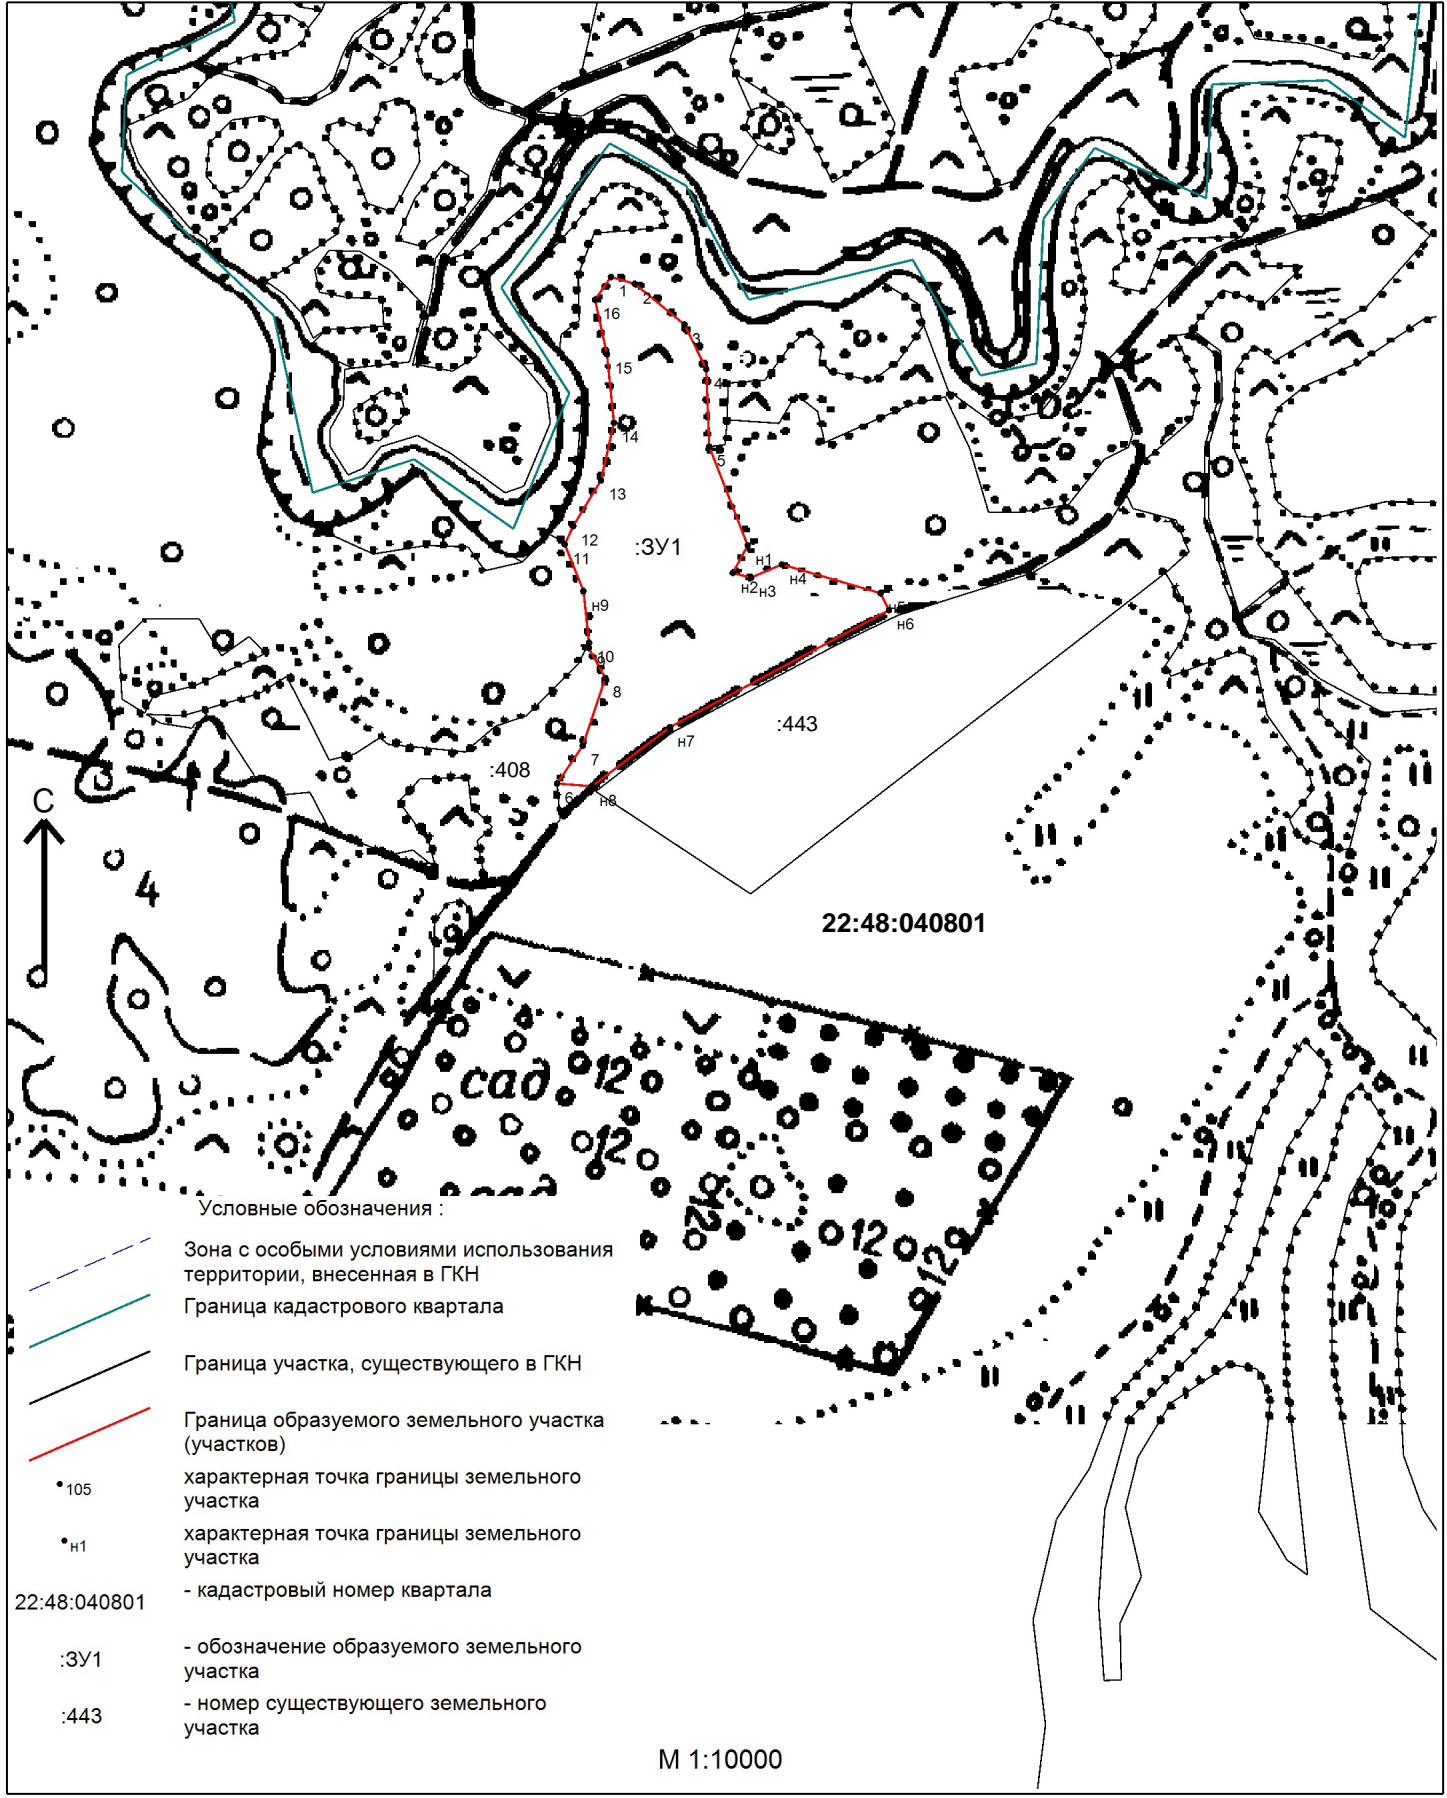 1
2
16
3
15
4
14
5
13
12
11
:ЗУ1
н1
н2
н3
н4
н5
н6
н9
10
8
:443
н7
7
:408
6
н8
С
4
22:48:040801
сад
12
12
12
12
12
Условные обозначения :
Зона с особыми условиями использования
территории, внесенная в ГКН
Граница кадастрового квартала
Граница участка, существующего в ГКН
Граница образуемого земельного участка
(участков)
105
характерная точка границы земельного
участка
н1
характерная точка границы земельного
участка
22:48:040801
- кадастровый номер квартала
:ЗУ1
- обозначение образуемого земельного
участка
:443
- номер существующего земельного
участка
М 1:10000